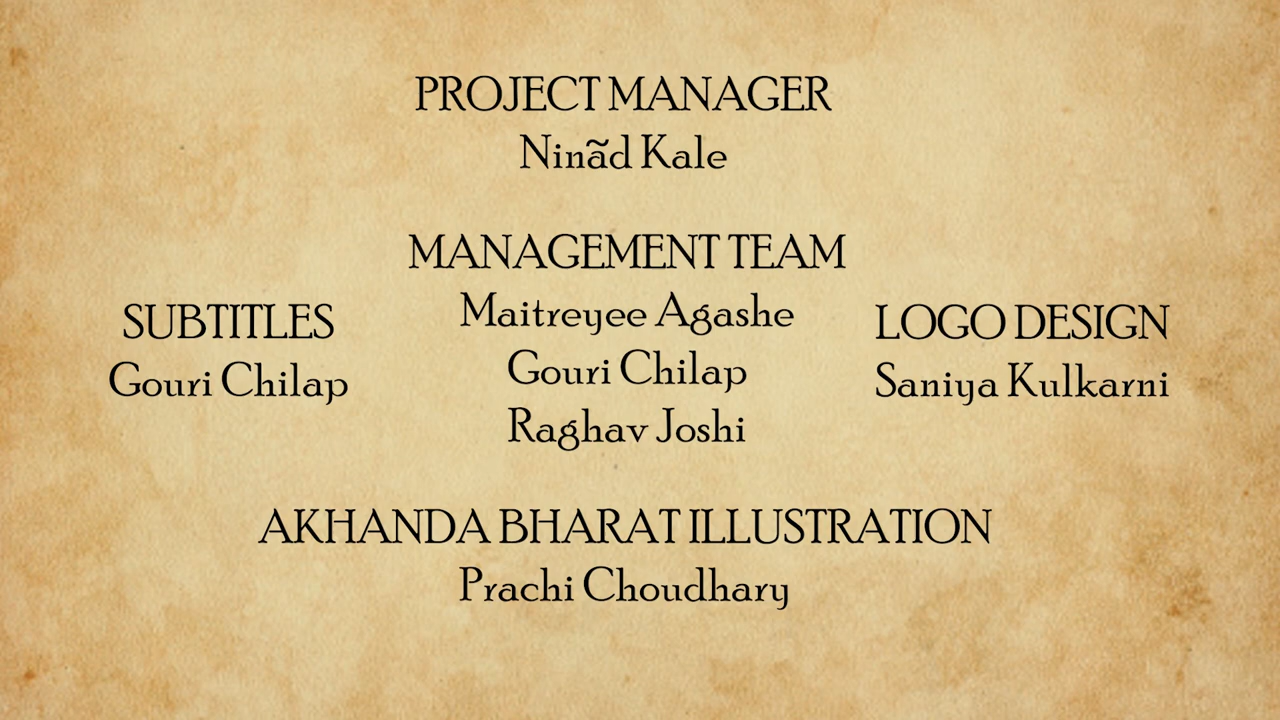 PROJECT MANAGER
Ninãd Kale
MANAGEMENT TEAM
Maitreyee Agashe
Gouri Chilap
Raghav Joshi
SUBTITLES
Gouri Chilap
LOGO DESIGN
Saniya Kulkarni
AKHANDA BHARAT ILLUSTRATION
Prachi Choudhary